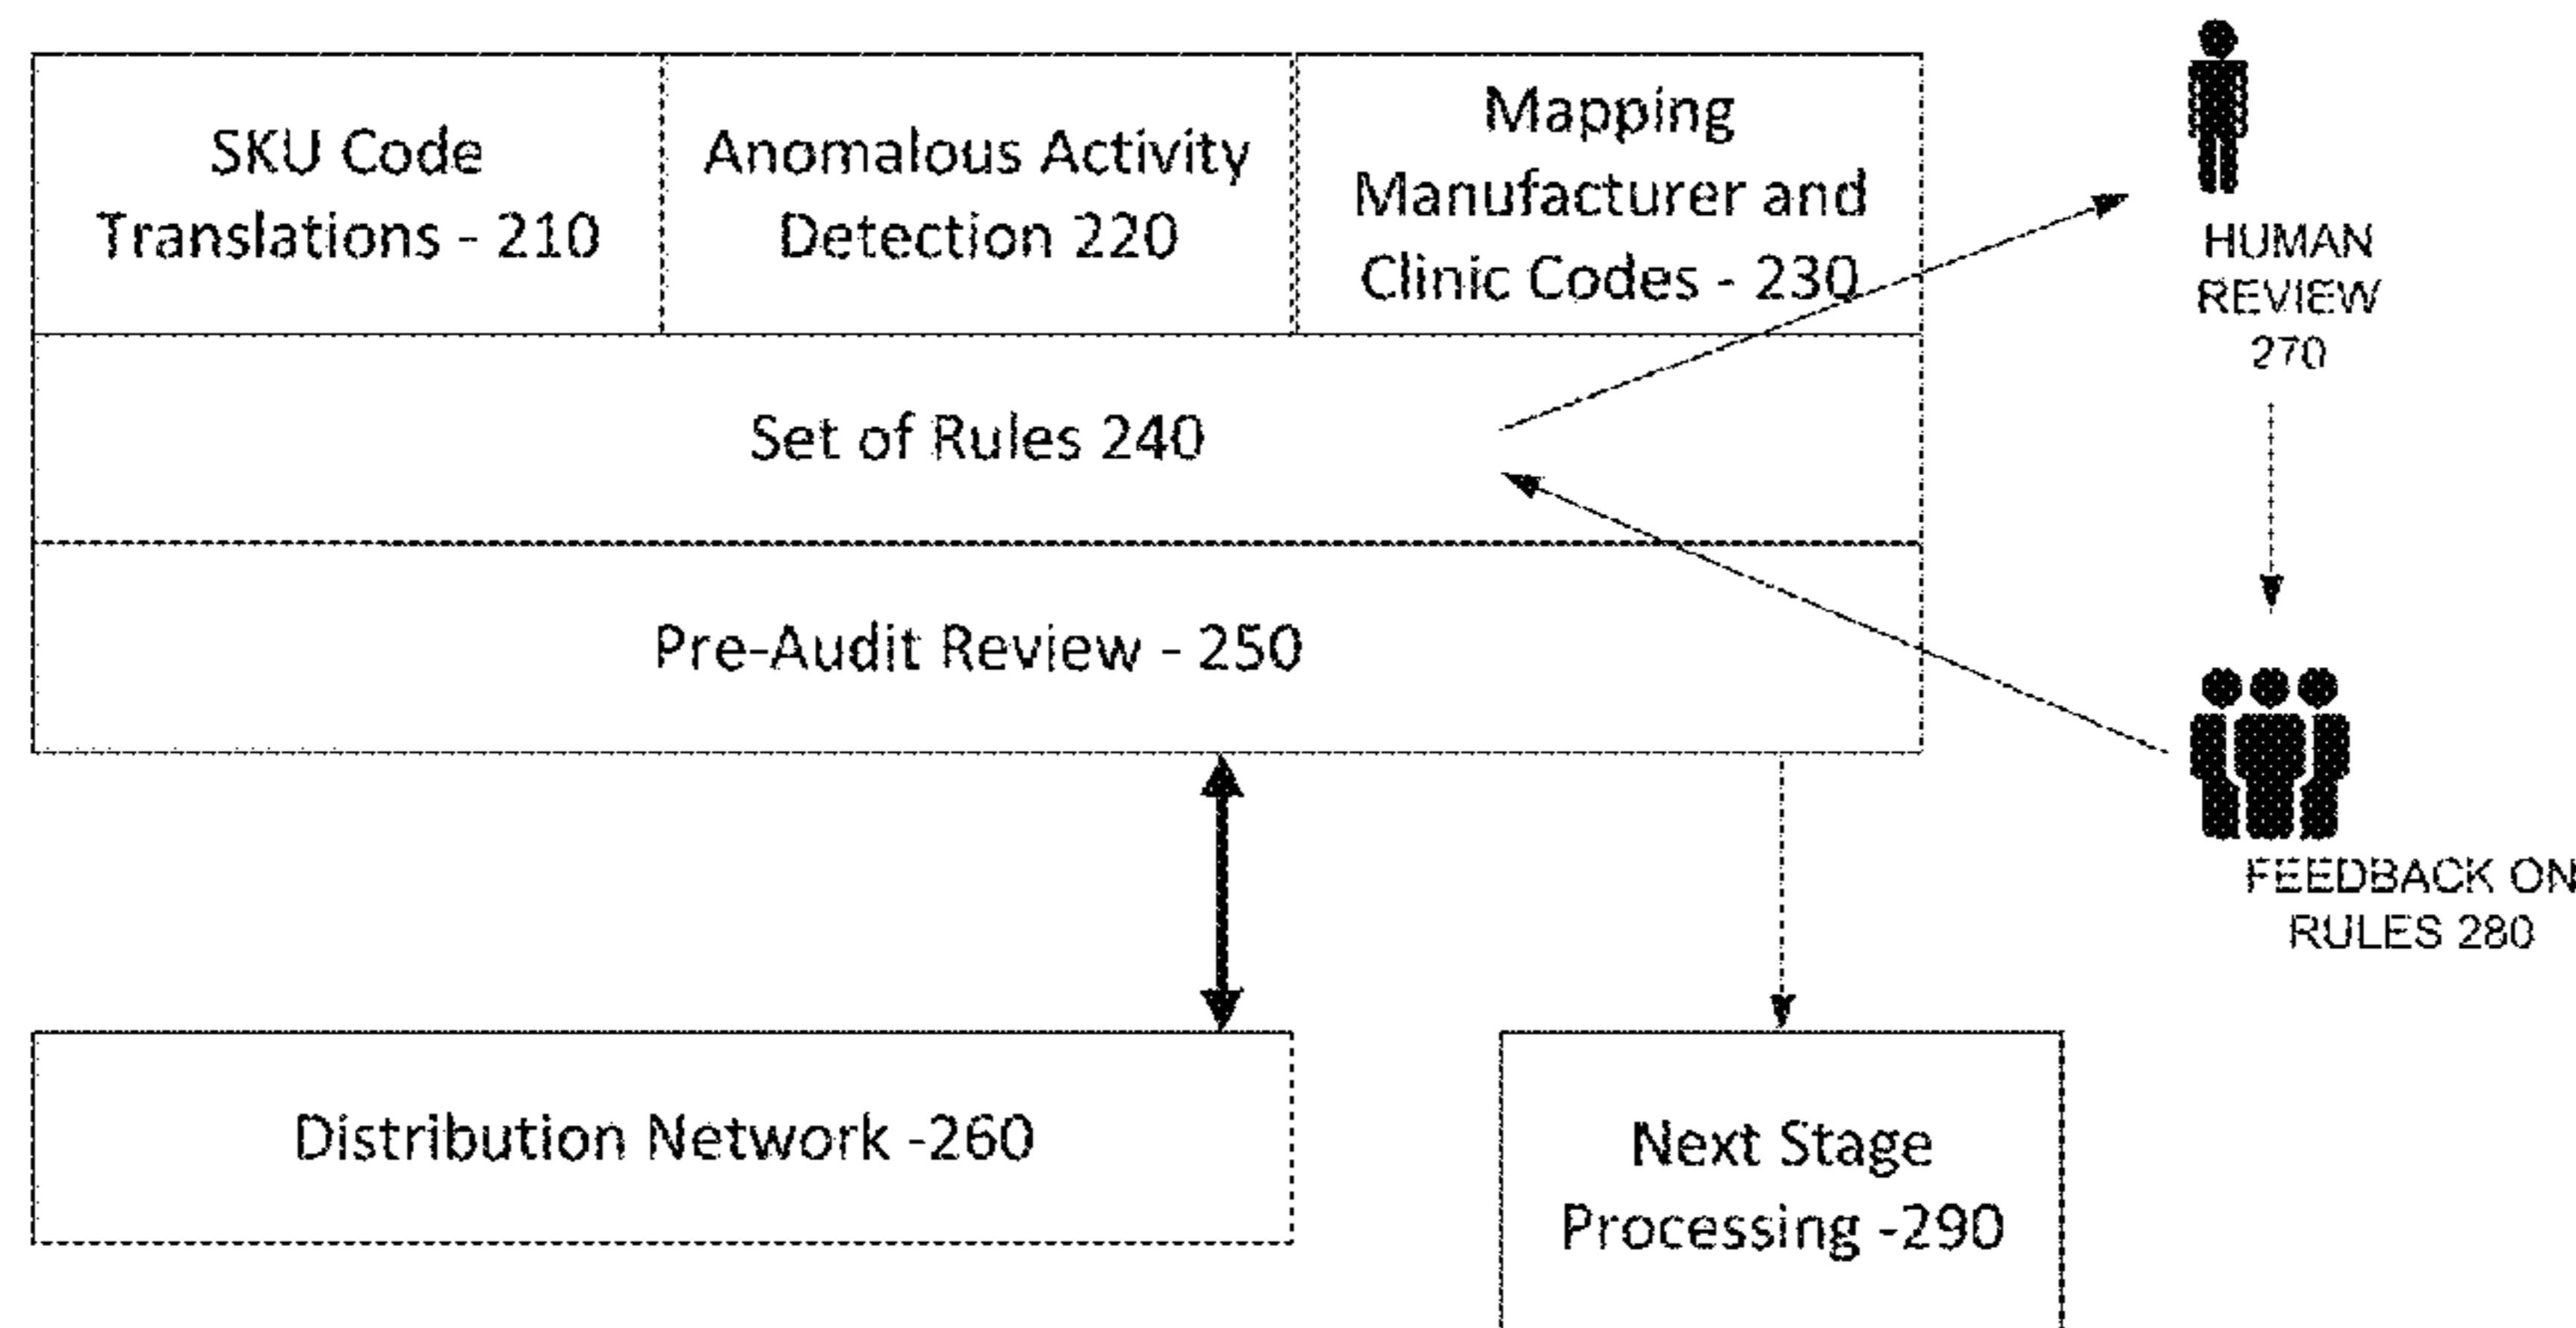 SKU Code
Translations - 210
Anomalous Activity
Detection 220
Mapping
Manufacturer and
Clinic Codes - 230
HUMAN
REVIEW
270
Set of Rules 240
Pre-Audit Review - 250
FEEDBACK ON
RULES 280
Distribution Network -260
Next Stage
Processing -290